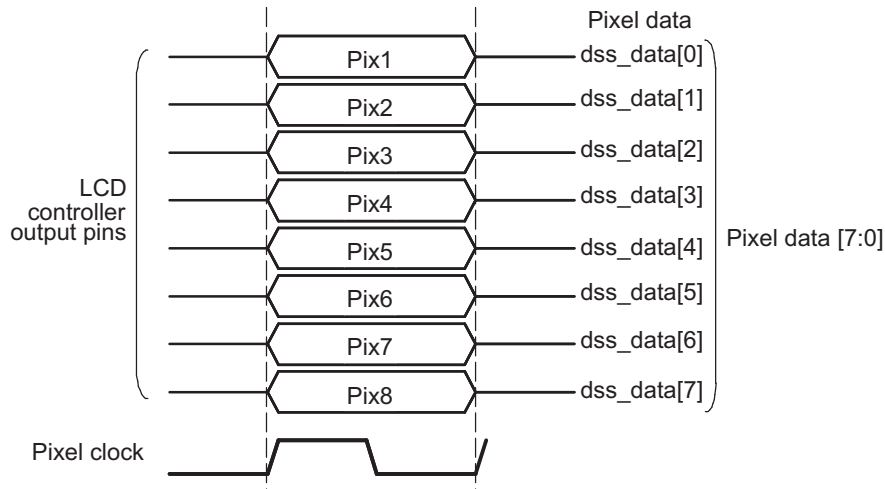 Pixel data
Pix1 dss_data[0]
Pix2 dss_data[1]
Pix3 dss_data[2]
Pix4 dss_data[3]
Pix5 dss_data[4]
Pix6 dss_data[5]
Pix7 dss_data[6]
Pix8 dss_data[7]
LCD
controller
output pins
Pixel data [7:0]
Pixel clock